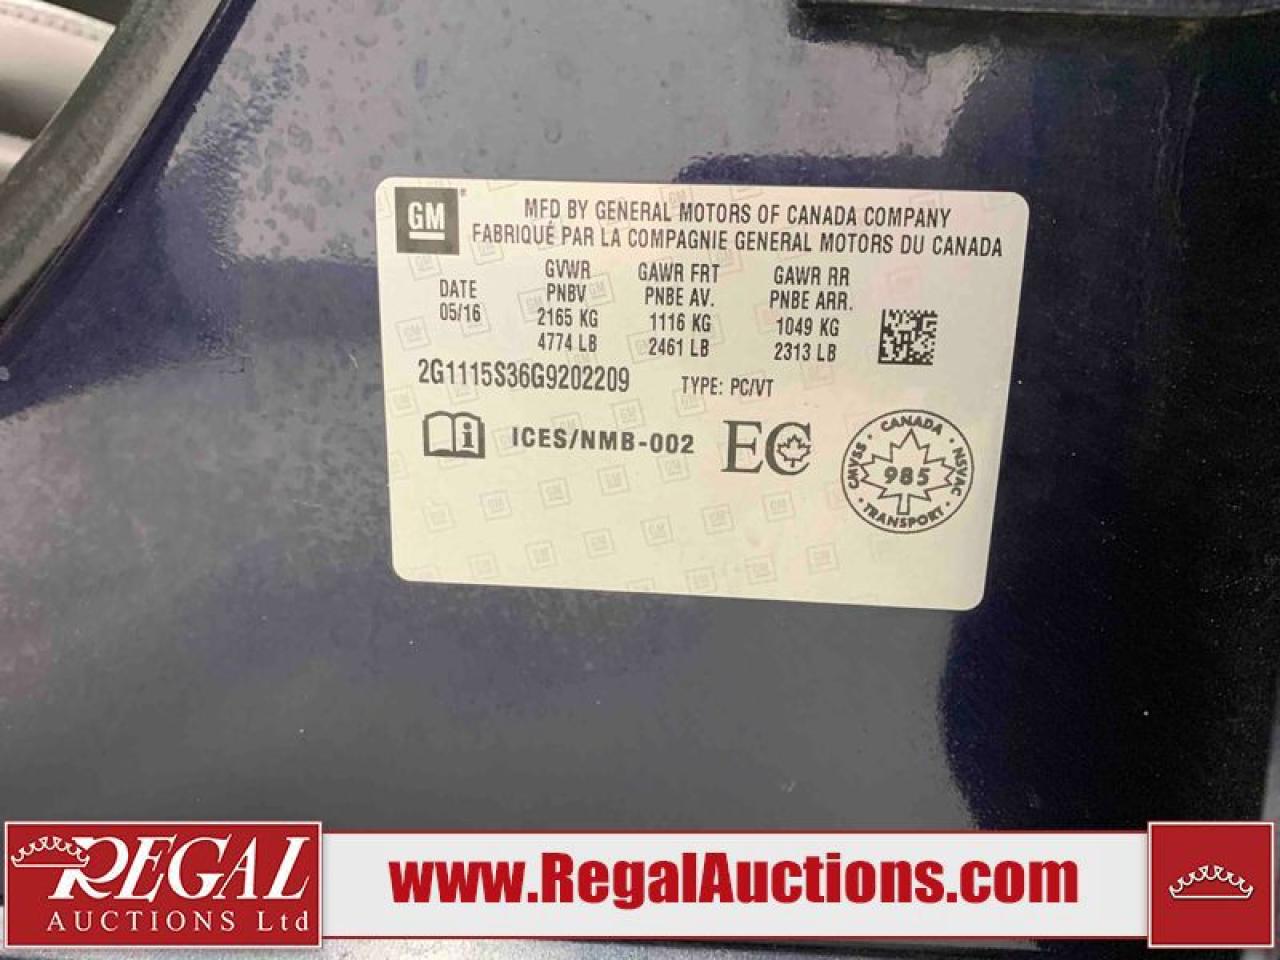 GM
MFD BY GENERAL MOTORS OF CANADA COMPANY
FABRIQUÉ PAR LA COMPAGNIE GENERAL MOTORS DU CANADA
DATE
05/16
GVWR
PNBV
2165 KG
4774 LB
GAWR FRT
PNBE AV.
1116 KG
2461 LB
GAWR RR
PNBE ARR.
1049 KG
2313 LB
2G1115S36G9202209 TYPE: PC/VT
i ICES/NMB-002 EC
CANADA
CMVSS 985 NSVAC
TRANSPORT
REGAL
AUCTIONS Ltd
www.RegalAuctions.com